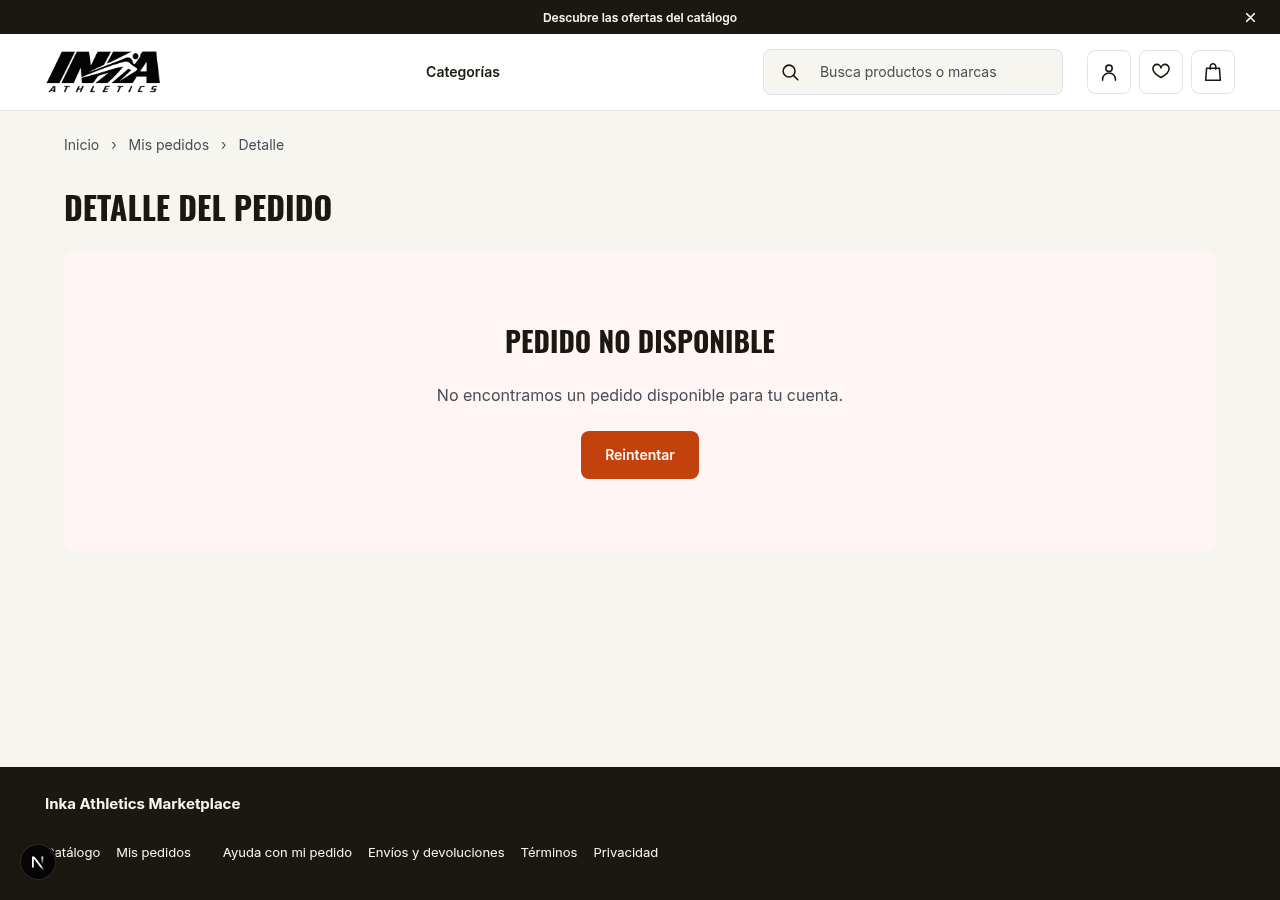 Descubre las ofertas del catálogo
INKA
ATHLETICS
Categorías
Busca productos o marcas
Inicio › Mis pedidos › Detalle
DETALLE DEL PEDIDO
PEDIDO NO DISPONIBLE
No encontramos un pedido disponible para tu cuenta.
Reintentar
Inka Athletics Marketplace
Catálogo Mis pedidos Ayuda con mi pedido Envíos y devoluciones Términos Privacidad
N